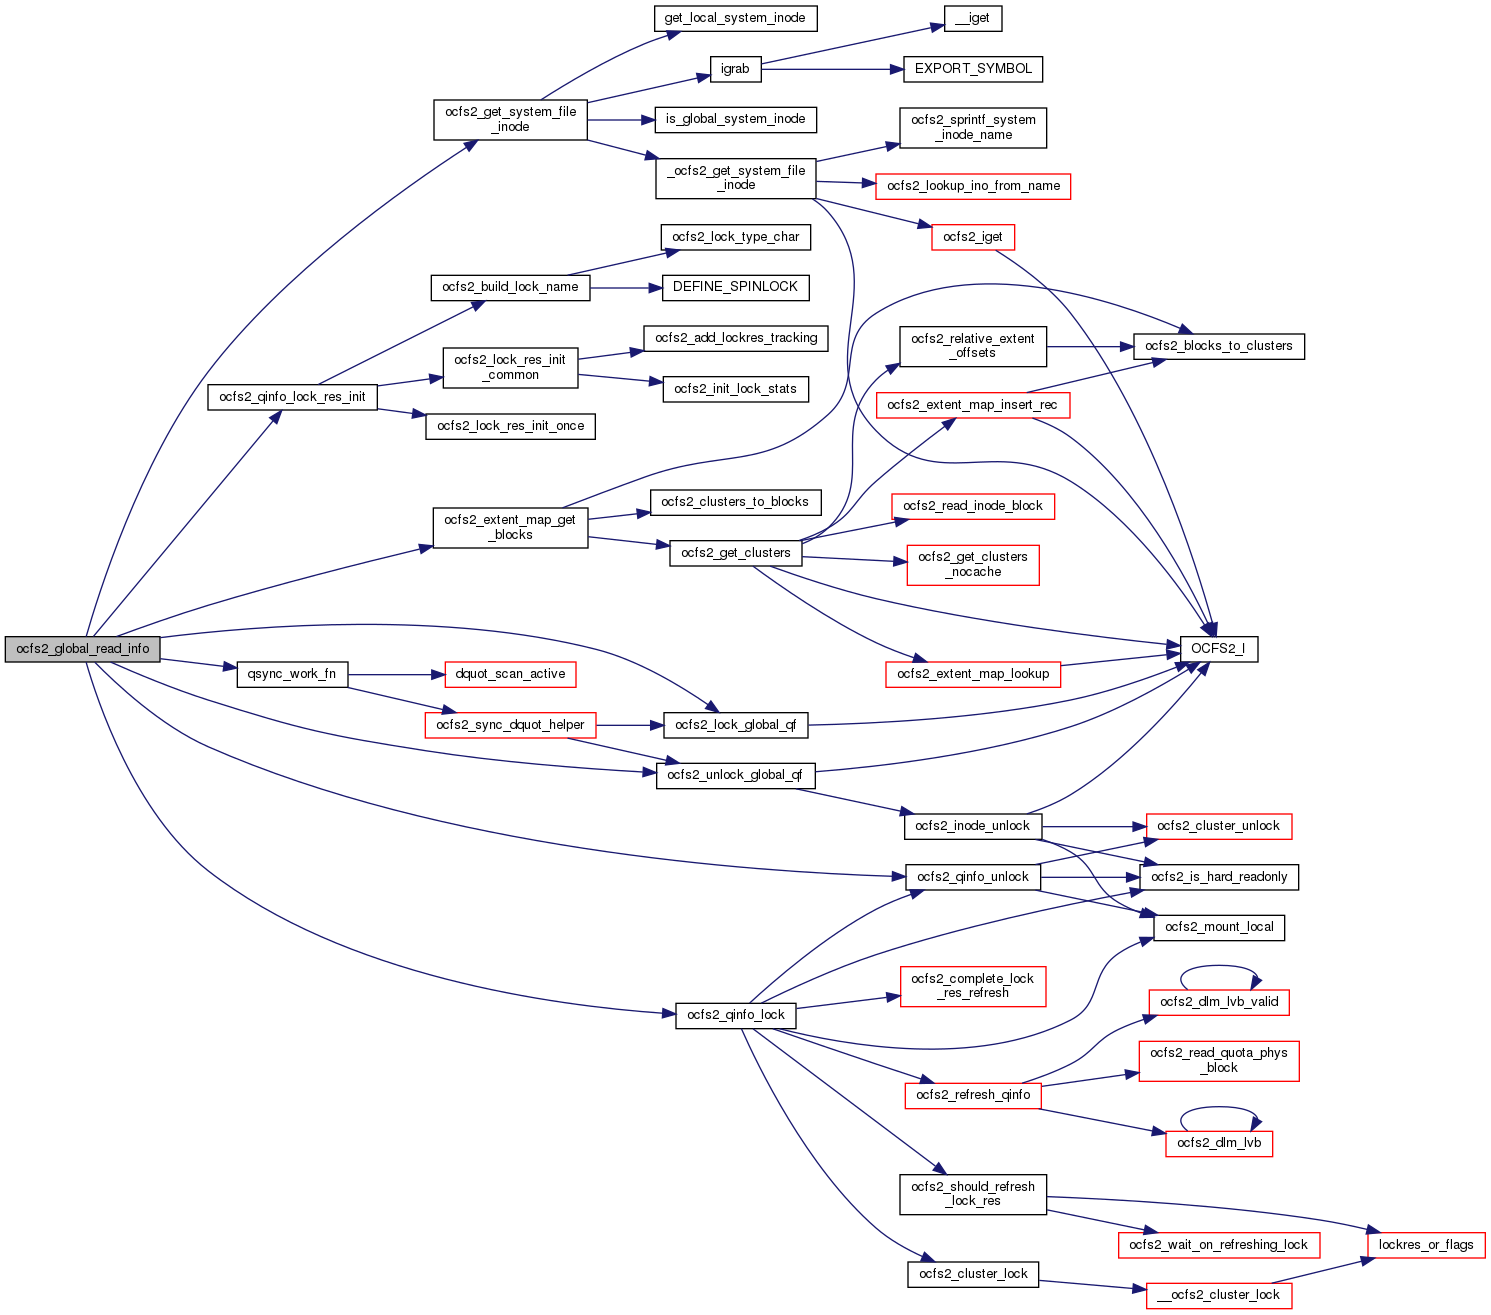 get_local_system_inode
__iget
igrab
EXPORT_SYMBOL
ocfs2_get_system_file
_inode
is_global_system_inode
ocfs2_sprintf_system
_inode_name
_ocfs2_get_system_file
_inode
ocfs2_lookup_ino_from_name
ocfs2_iget
ocfs2_lock_type_char
ocfs2_build_lock_name
DEFINE_SPINLOCK
ocfs2_add_lockres_tracking
ocfs2_relative_extent
_offsets
ocfs2_blocks_to_clusters
ocfs2_lock_res_init
_common
ocfs2_init_lock_stats
ocfs2_qinfo_lock_res_init
ocfs2_extent_map_insert_rec
ocfs2_lock_res_init_once
ocfs2_clusters_to_blocks
ocfs2_read_inode_block
ocfs2_extent_map_get
_blocks
ocfs2_get_clusters
ocfs2_get_clusters
_nocache
ocfs2_global_read_info
OCFS2_I
qsync_work_fn
dquot_scan_active
ocfs2_extent_map_lookup
ocfs2_sync_dquot_helper
ocfs2_lock_global_qf
ocfs2_unlock_global_qf
ocfs2_inode_unlock
ocfs2_cluster_unlock
ocfs2_qinfo_unlock
ocfs2_is_hard_readonly
ocfs2_mount_local
ocfs2_complete_lock
_res_refresh
ocfs2_dlm_lvb_valid
ocfs2_qinfo_lock
ocfs2_read_quota_phys
_block
ocfs2_refresh_qinfo
ocfs2_dlm_lvb
ocfs2_should_refresh
_lock_res
ocfs2_wait_on_refreshing_lock
lockres_or_flags
ocfs2_cluster_lock
__ocfs2_cluster_lock